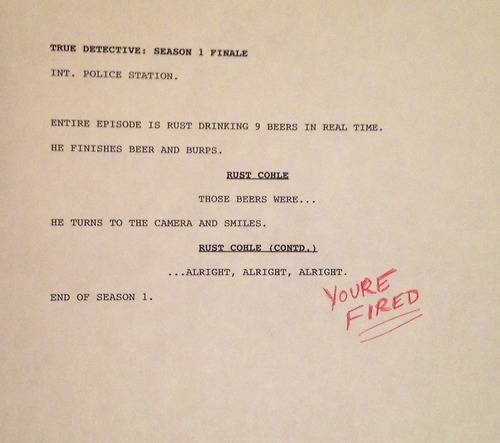 TRUE DETECTIVE: SEASON 1 FINALE
INT. POLICE STATION.
ENTIRE EPISODE IS RUST DRINKING 9 BEERS IN REAL TIME.
HE FINISHES BEER AND BURPS.
RUST COHLE
THOSE BEERS WERE...
HE TURNS TO THE CAMERA AND SMILES.
RUST COHLE (CONTD.)
...ALRIGHT, ALRIGHT, ALRIGHT.
END OF SEASON 1.
YOURE
FIRED